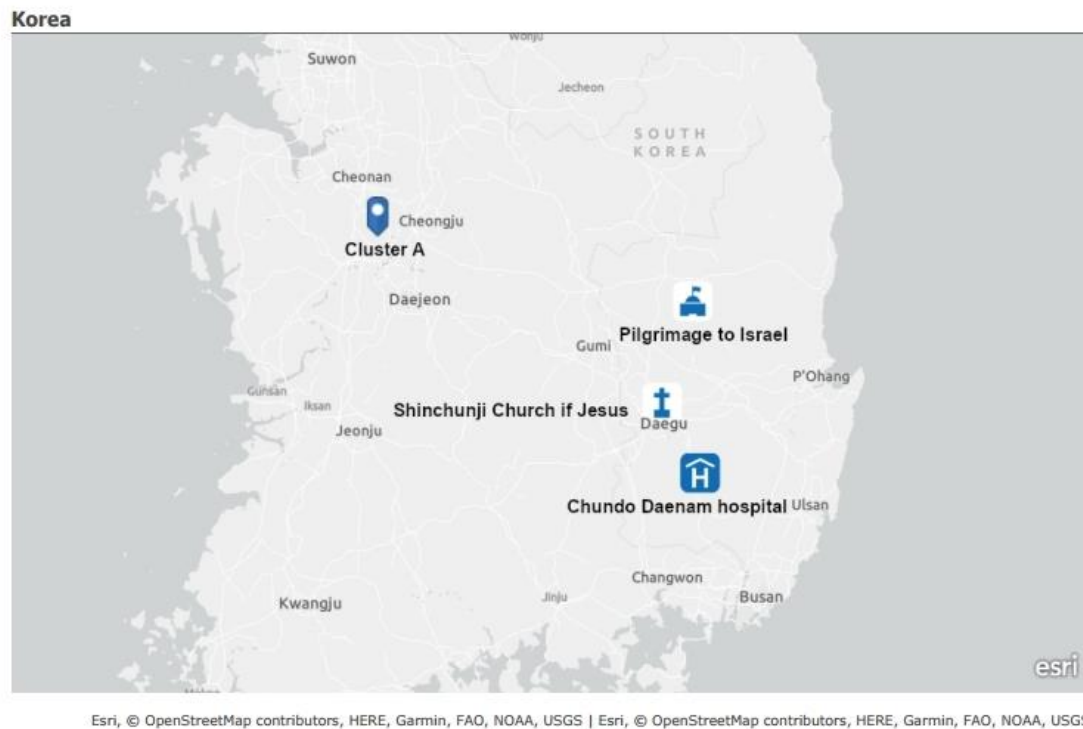 Korea
Wonju
Suwon
Jecheon
SOUTH
KOREA
Cheonan
Cheongju
Cluster A
Daejeon
Pilgrimage to Israel
Gumi
P'Ohang
Gunsan
Iksan
Shinchunji Church if Jesus
Daegu
Jeonju
H
Chundo Daenam hospital
Ulsan
Changwon
Busan
Jinju
Kwangju
esri
Esri, © OpenStreetMap contributors, HERE, Garmin, FAO, NOAA, USGS | Esri, © OpenStreetMap contributors, HERE, Garmin, FAO, NOAA, USGS